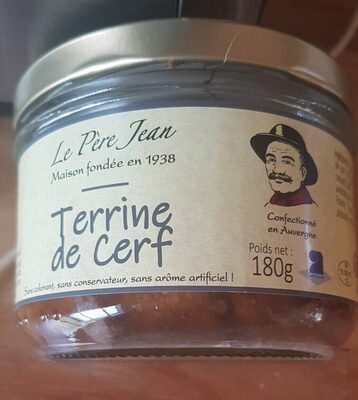 Le Père Jean
Maison fondée en 1938
Terrine
de Cerf
Sans colorant, sans conservateur, sans arôme artificiel !
Confectionné
en Auvergne
Poids net :
180g